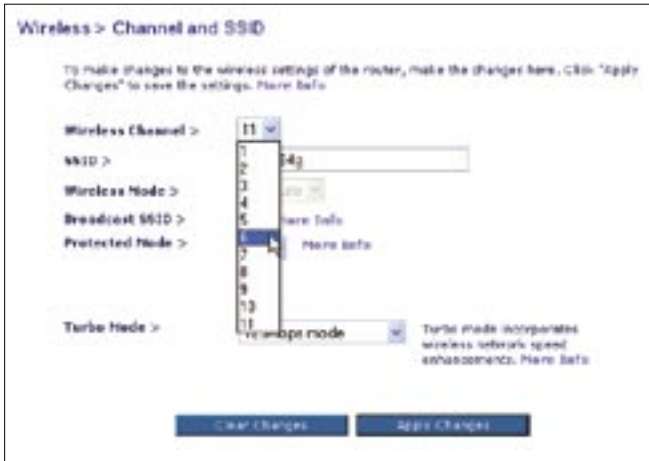 Wireless > Channel and SSID
To make changes to the wireless settings of the router, make the changes here. Click "Apply
Changes" to save the settings. More Info
Wireless Channel > 11
SSID > 54g
Wireless Mode >
Broadcast SSID > More Info
Protected Mode > More Info
1
2
3
4
5
6
7
8
9
10
11
Turbo Mode > mode
Turbo mode incorporates
wireless network speed
enhancements. More Info
Clear Changes Apply Changes